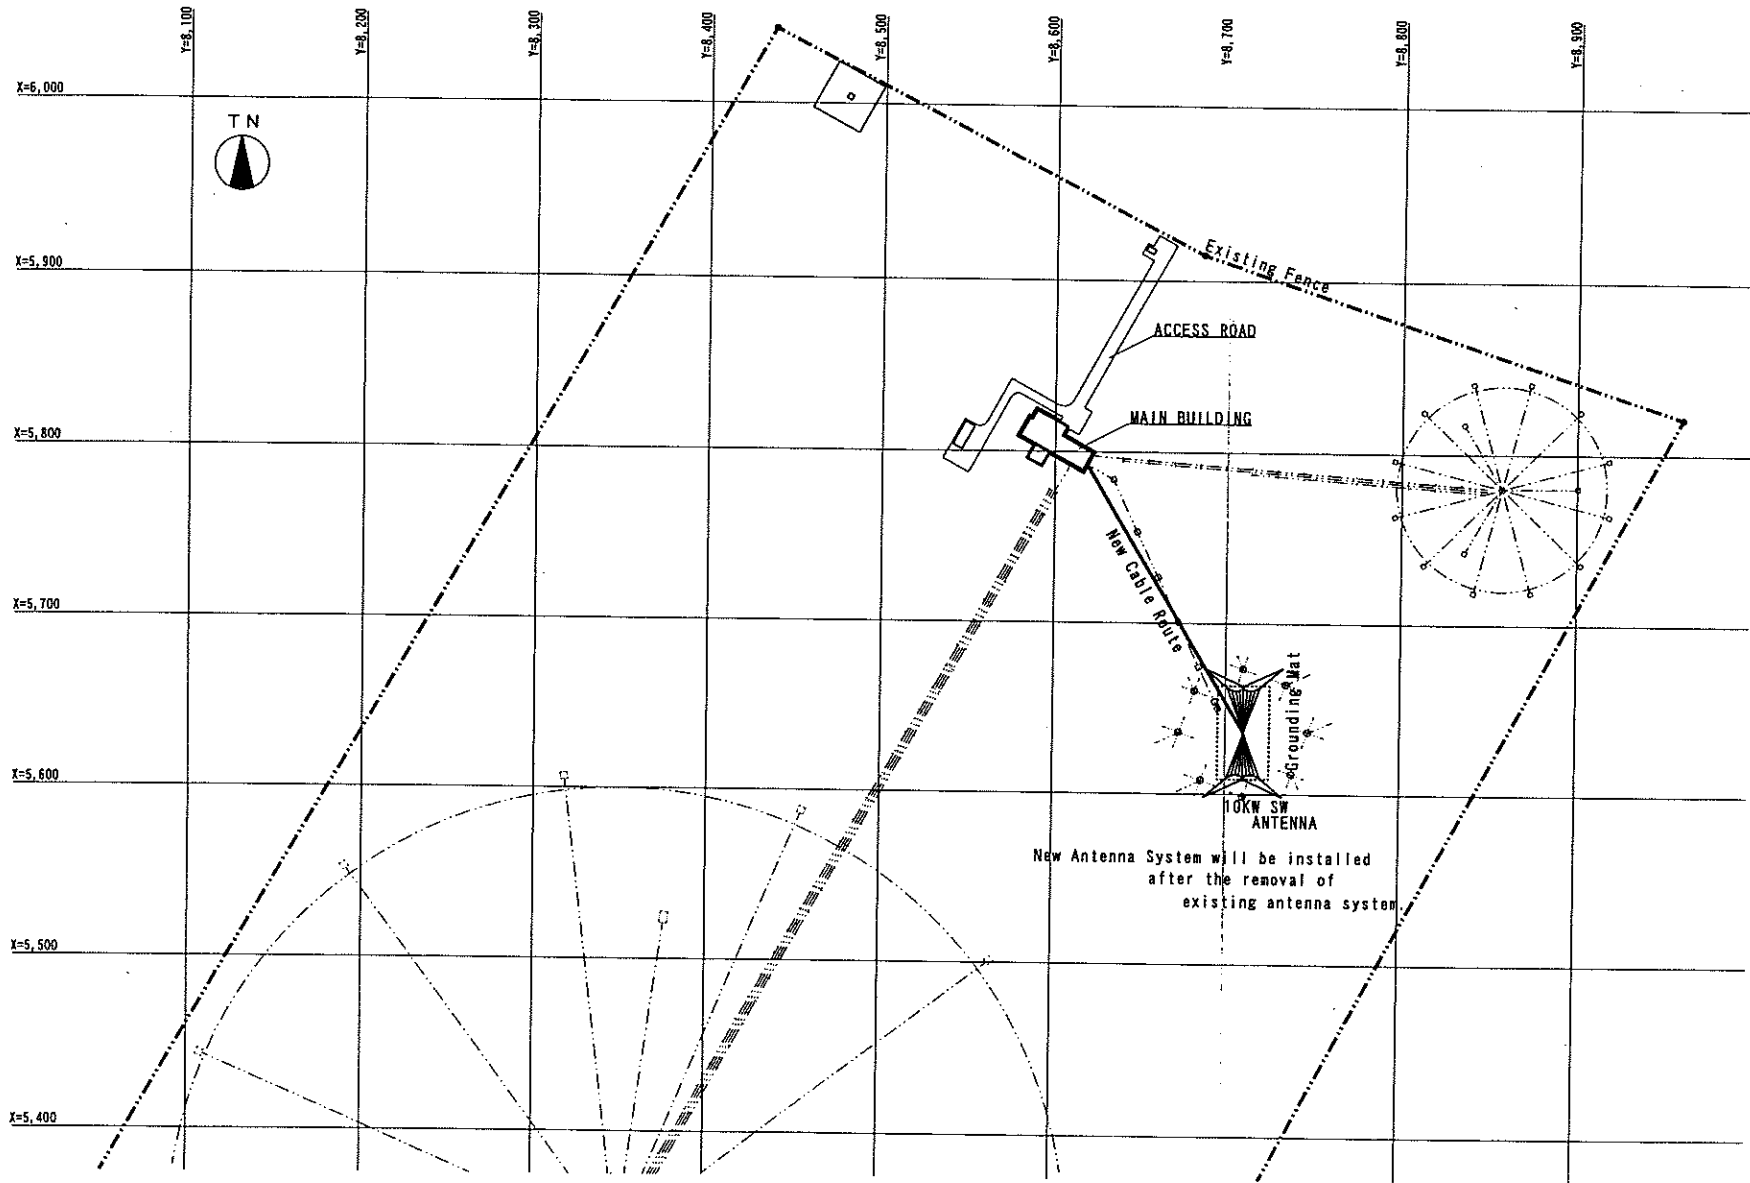 Y=8,100
Y=8,200
Y=8,300
Y=8,400
Y=8,500
Y=8,600
Y=8,700
Y=8,800
Y=8,900
X=6,000
TN
X=5,900
Existing Fence
ACCESS ROAD
MAIN BUILDING
X=5,800
New Cable Route
X=5,700
Grounding Mat
X=5,600
10KW SW
ANTENNA
New Antenna System will be installed
after the removal of
existing antenna system.
X=5,500
X=5,400